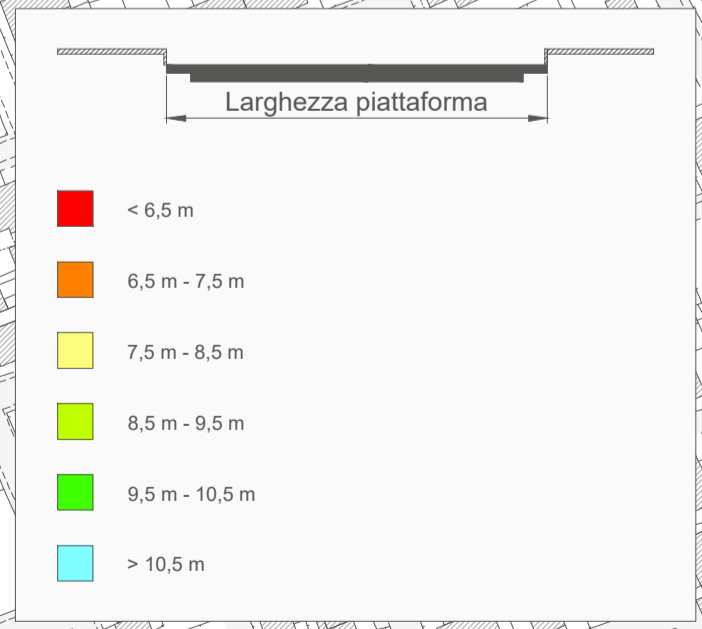 Larghezza piattaforma
< 6,5 m
6,5 m - 7,5 m
7,5 m - 8,5 m
8,5 m - 9,5 m
9,5 m - 10,5 m
> 10,5 m